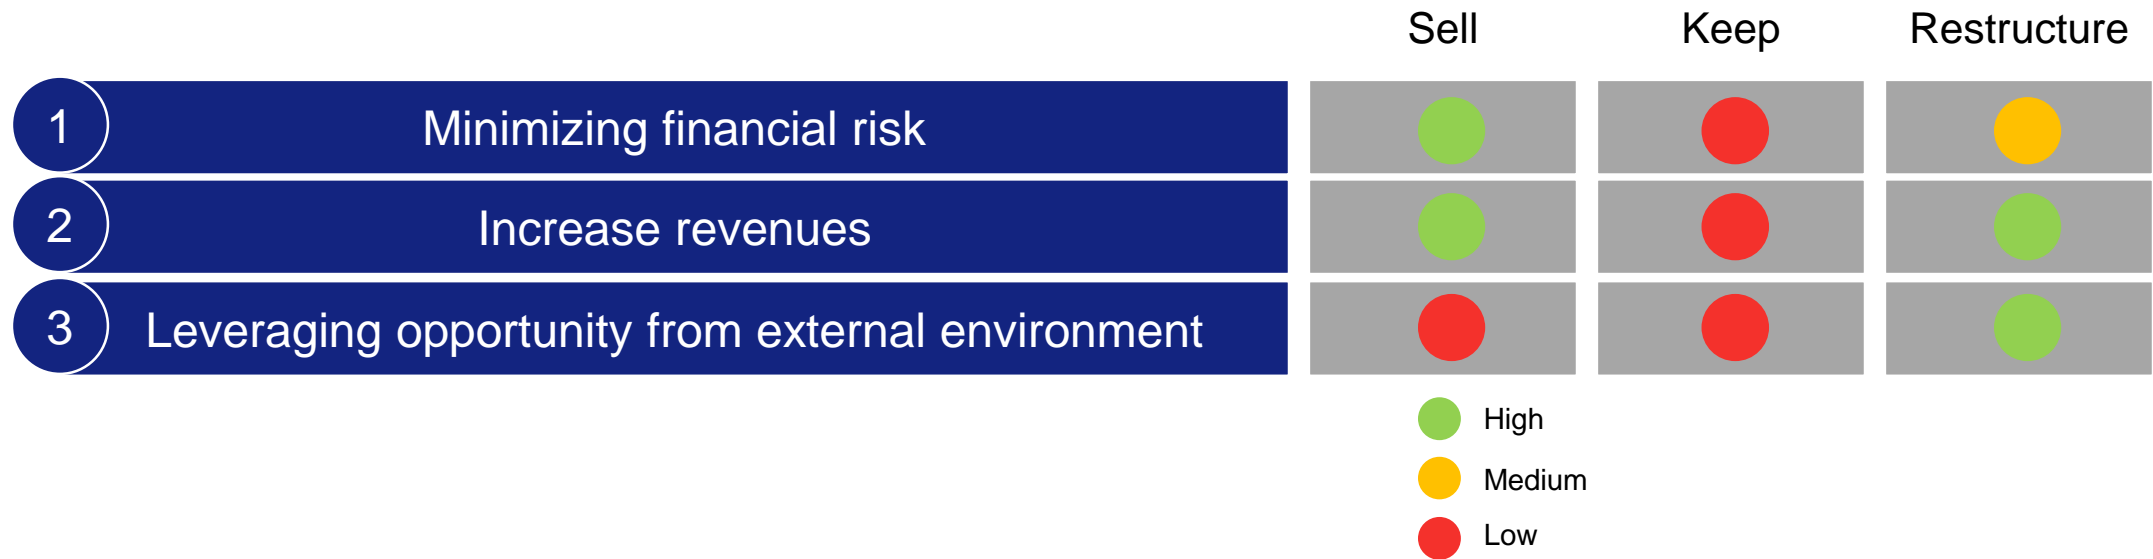 Sell Keep Restructure
1 Minimizing financial risk
2 Increase revenues
3 Leveraging opportunity from external environment
High
Medium
Low